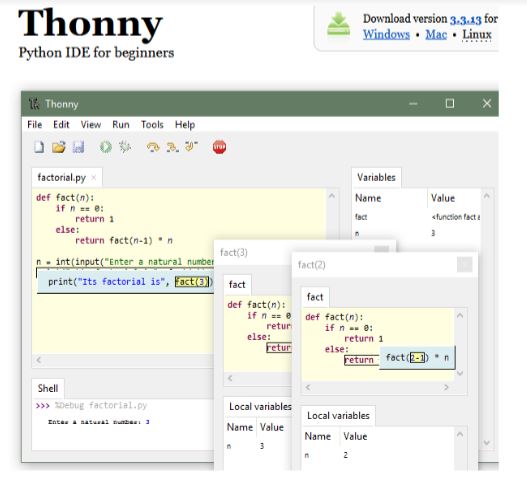 Thonny
Python IDE for beginners
Download version 3.3.13 for
Windows • Mac • Linux
Thonny
File Edit View Run Tools Help
factorial.py ×
def fact(n):
if n == 0:
return 1
else:
return fact(n-1) * n
n = int(input("Enter a natural number
print("Its factorial is", fact(3))
Shell
>>> %Debug factorial.py
Enter a natural number: 3
Variables
Name Value
fact <function fact a
n 3
fact(3)
fact
def fact(n):
if n == 0
retur
else:
retur
Local variables
Name Value
n 3
fact(2)
fact
def fact(n):
if n == 0:
return 1
else:
return fact(2-1) * n
Local variables
Name Value
n 2